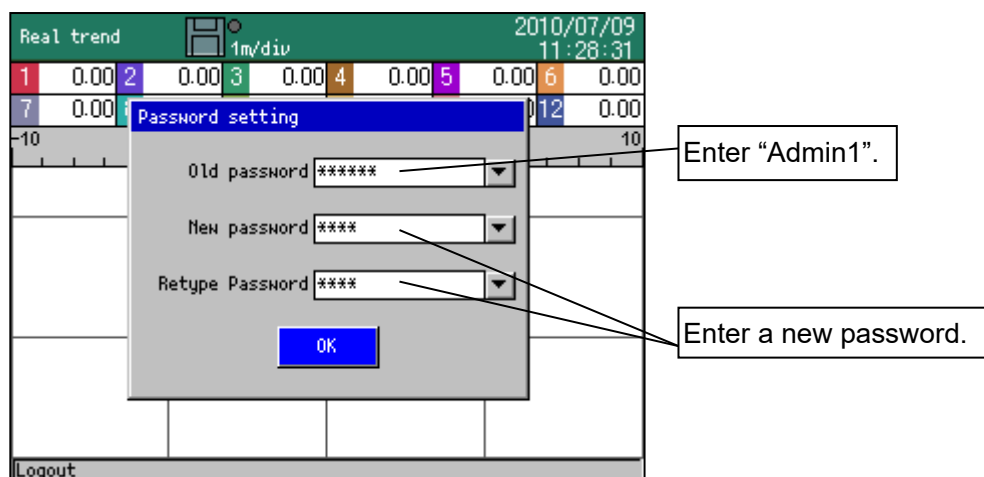 Real trend 1m/div 2010/07/09
11:28:31
1 0.00 2 0.00 3 0.00 4 0.00 5 0.00 6 0.00
7 0.00 12 0.00
-10 10
Password setting
Old password ******
Enter “Admin1”.
New password ****
Retype Password ****
Enter a new password.
OK
Logout